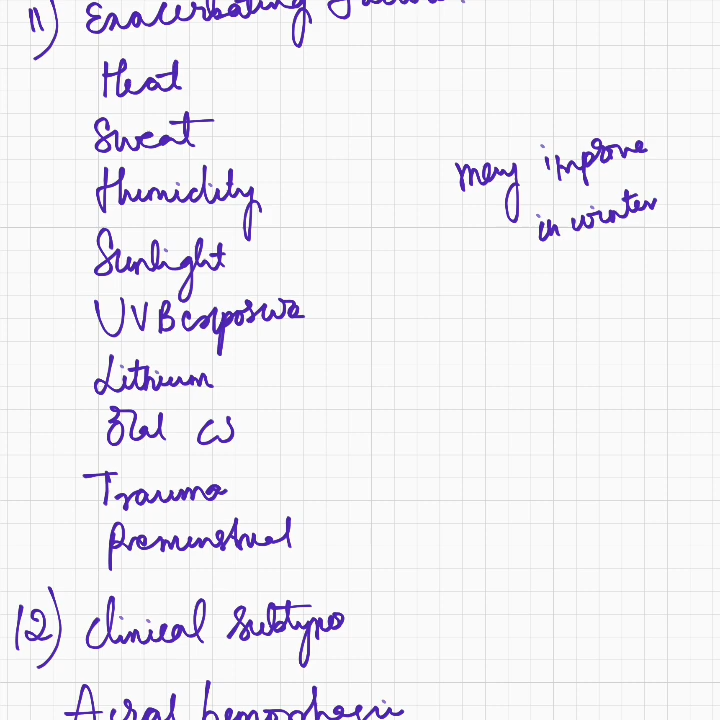 11) Exacerbating factors
Heat
Sweat
Humidity
may improve
in winter
Sunlight
UVB exposure
Lithium
Oral CS
Trauma
Premenstrual
12) Clinical Subtypes
Acral hemorrhagic